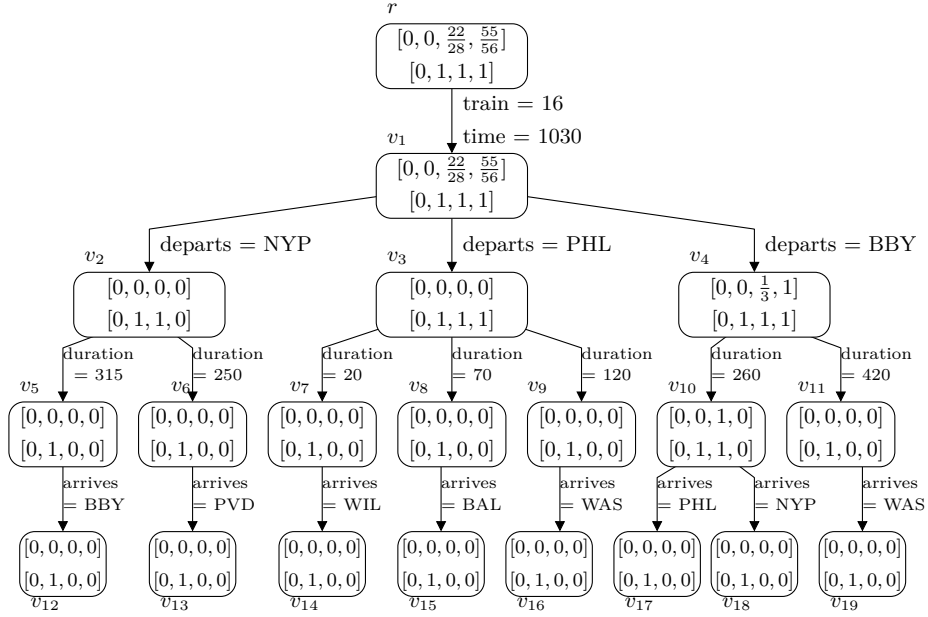 r
[0, 0, 22/28, 55/56]
[0, 1, 1, 1]
train = 16
time = 1030
v1
[0, 0, 22/28, 55/56]
[0, 1, 1, 1]
departs = NYP
departs = PHL
departs = BBY
v2
v3
v4
[0, 0, 0, 0]
[0, 1, 1, 0]
[0, 0, 0, 0]
[0, 1, 1, 1]
[0, 0, 1/3, 1]
[0, 1, 1, 1]
duration
= 315
duration
= 250
duration
= 20
duration
= 70
duration
= 120
duration
= 260
duration
= 420
v5
v6
v7
v8
v9
v10
v11
[0, 0, 0, 0]
[0, 1, 0, 0]
[0, 0, 0, 0]
[0, 1, 0, 0]
[0, 0, 0, 0]
[0, 1, 0, 0]
[0, 0, 0, 0]
[0, 1, 0, 0]
[0, 0, 0, 0]
[0, 1, 0, 0]
[0, 0, 1, 0]
[0, 1, 1, 0]
[0, 0, 0, 0]
[0, 1, 0, 0]
arrives
= BBY
arrives
= PVD
arrives
= WIL
arrives
= BAL
arrives
= WAS
arrives
= PHL
arrives
= NYP
arrives
= WAS
[0, 0, 0, 0]
[0, 1, 0, 0]
[0, 0, 0, 0]
[0, 1, 0, 0]
[0, 0, 0, 0]
[0, 1, 0, 0]
[0, 0, 0, 0]
[0, 1, 0, 0]
[0, 0, 0, 0]
[0, 1, 0, 0]
[0, 0, 0, 0]
[0, 1, 0, 0]
[0, 0, 0, 0]
[0, 1, 0, 0]
[0, 0, 0, 0]
[0, 1, 0, 0]
v12
v13
v14
v15
v16
v17
v18
v19